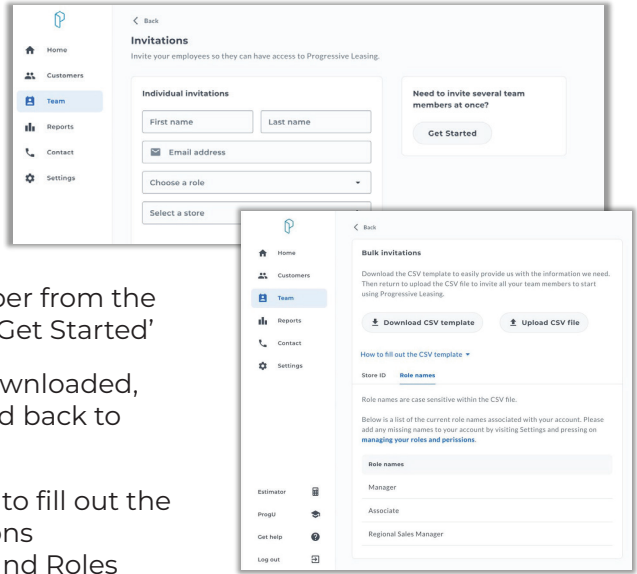 Back
Invitations
Invite your employees so they can have access to Progressive Leasing.
Home
Customers
Team
Reports
Contact
Settings
Individual invitations
First name
Last name
Email address
Choose a role
Select a store
Need to invite several team
members at once?
Get Started
ber from the
Get Started’
wnloaded,
d back to
to fill out the
ons
nd Roles
Back
Home
Customers
Team
Reports
Contact
Settings
Bulk invitations
Download the CSV template to easily provide us with the information we need.
Then return to upload the CSV file to invite all your team members to start
using Progressive Leasing.
Download CSV template
Upload CSV file
How to fill out the CSV template
Store ID
Role names
Role names are case sensitive within the CSV file.
Below is a list of the current role names associated with your account. Please
add any missing names to your account by visiting Settings and pressing on
managing your roles and perissions.
Role names
Manager
Associate
Regional Sales Manager
Estimator
ProgU
Get help
Log out